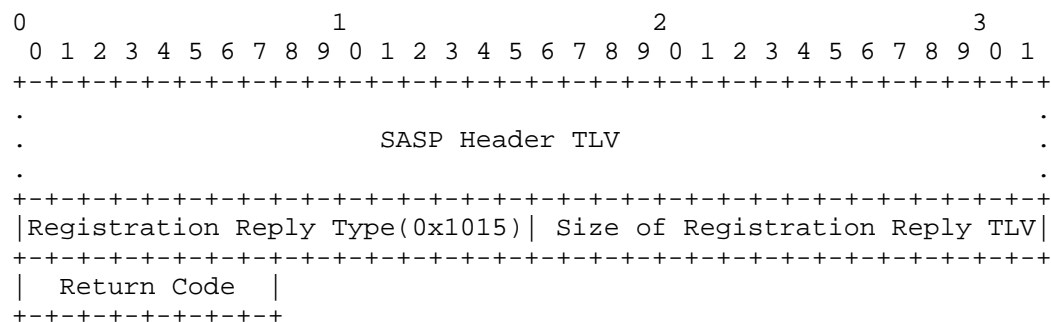 0                   1                   2                   3
 0 1 2 3 4 5 6 7 8 9 0 1 2 3 4 5 6 7 8 9 0 1 2 3 4 5 6 7 8 9 0 1
+-+-+-+-+-+-+-+-+-+-+-+-+-+-+-+-+-+-+-+-+-+-+-+-+-+-+-+-+-+-+-+-+
.                                                               .
.                      SASP Header TLV                          .
.                                                               .
+-+-+-+-+-+-+-+-+-+-+-+-+-+-+-+-+-+-+-+-+-+-+-+-+-+-+-+-+-+-+-+-+
|Registration Reply Type(0x1015)| Size of Registration Reply TLV|
+-+-+-+-+-+-+-+-+-+-+-+-+-+-+-+-+-+-+-+-+-+-+-+-+-+-+-+-+-+-+-+-+
|  Return Code  |
+-+-+-+-+-+-+-+-+